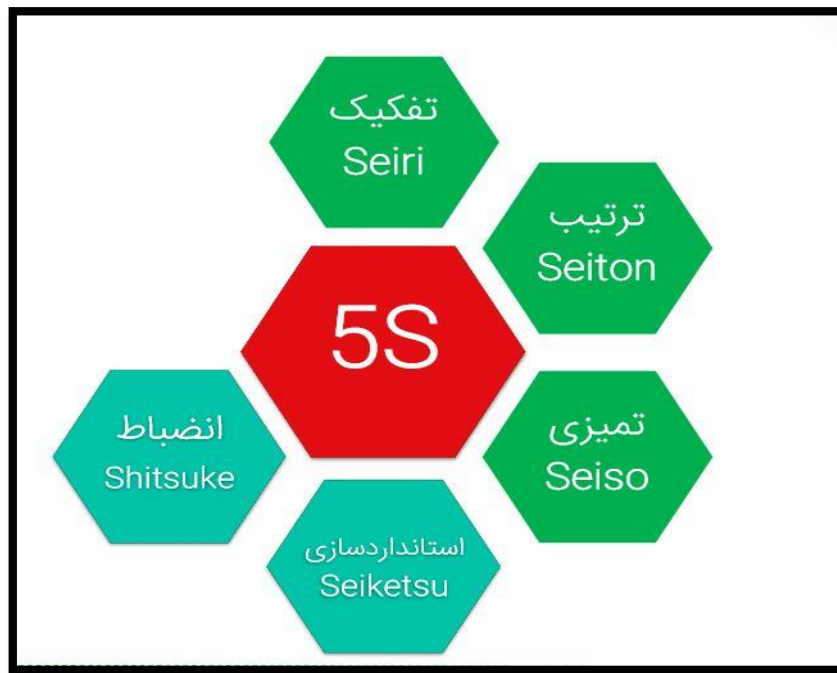 تفکیک
Seiri
ترتیب
Seiton
5S
تمیزی
Seiso
انضباط
Shitsuke
استانداردسازی
Seiketsu